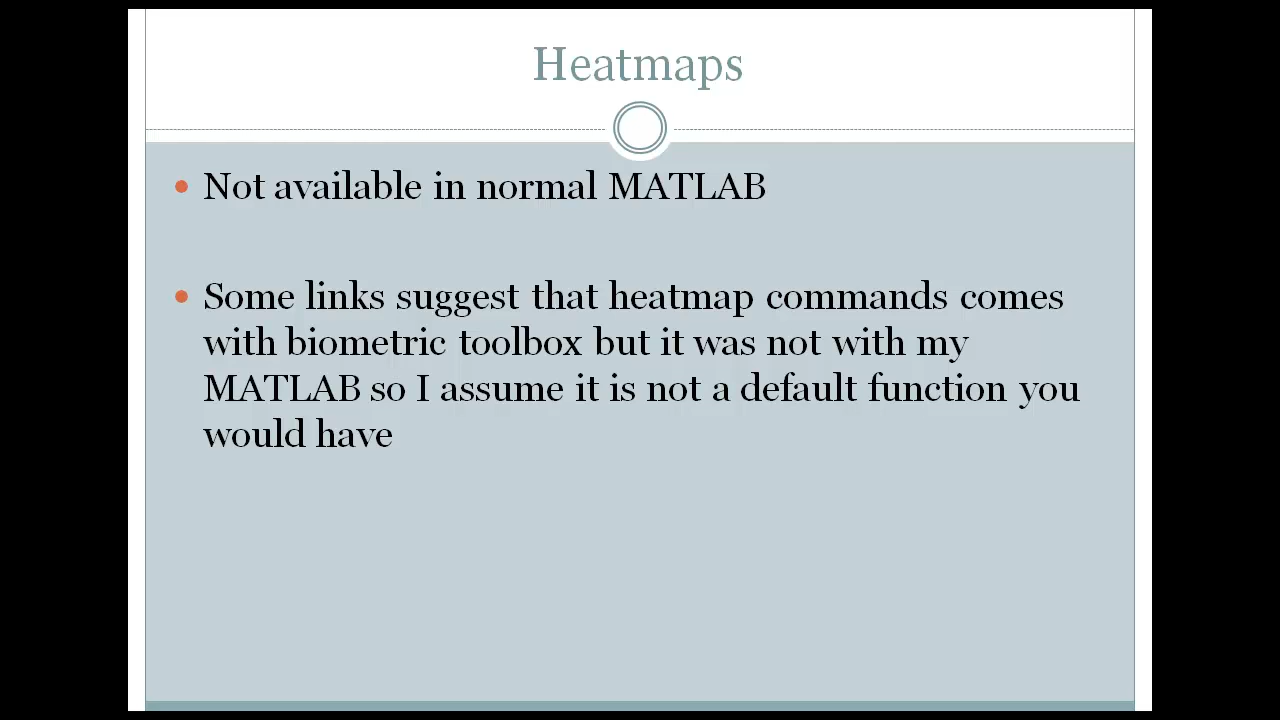 Heatmaps
Not available in normal MATLAB
Some links suggest that heatmap commands comes
with biometric toolbox but it was not with my
MATLAB so I assume it is not a default function you
would have